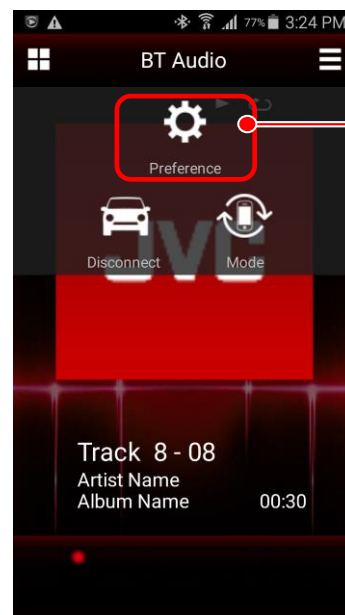 77% 3:24 PM
BT Audio
Preference
JVC
Disconnect Mode
Track 8 - 08
Artist Name
Album Name 00:30